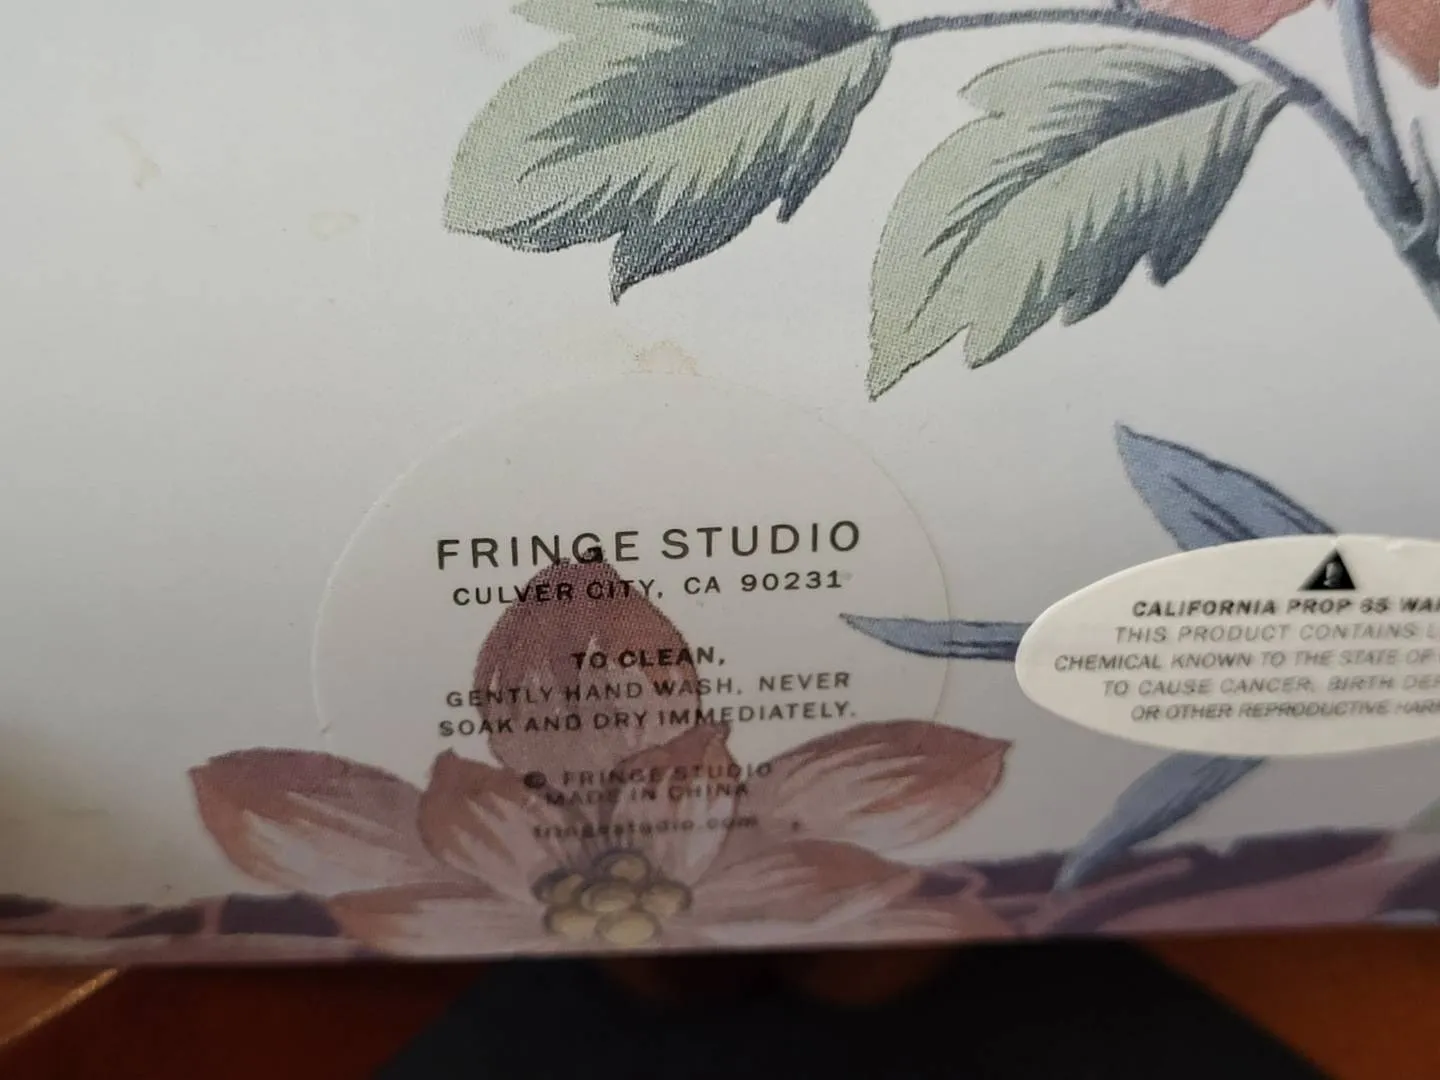 FRINGE STUDIO
CULVER CITY, CA 90231
TO CLEAN,
GENTLY HAND WASH, NEVER
SOAK AND DRY IMMEDIATELY.
© FRINGE STUDIO
MADE IN CHINA
fringestudio.com
CALIFORNIA PROP 65
THIS PRODUCT CONTAINS
CHEMICAL KNOWN TO THE STATE OF
TO CAUSE CANCER, BIRTH
OR OTHER REPRODUCTIVE